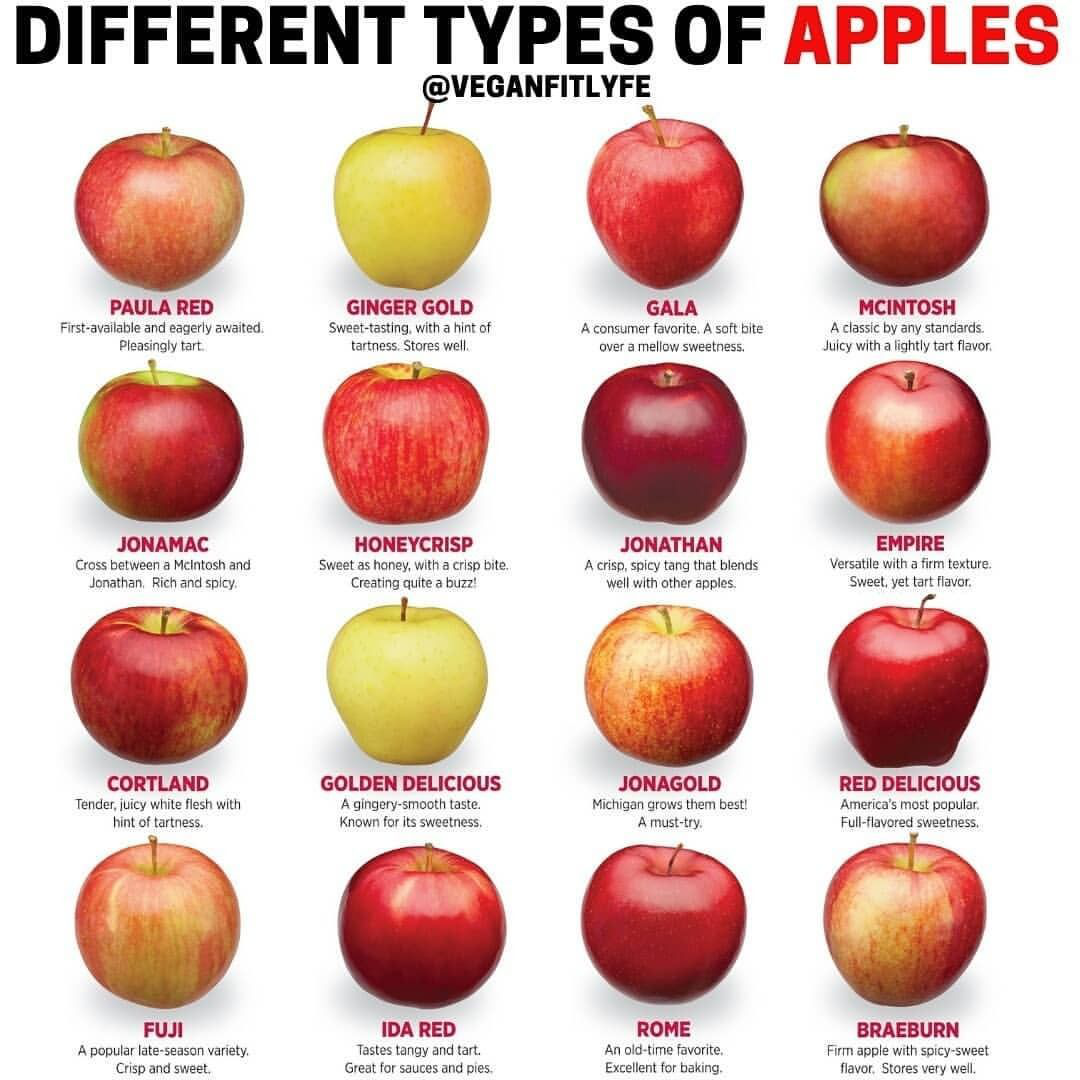 DIFFERENT TYPES OF APPLES
@VEGANFITLYFE
PAULA RED
First-available and eagerly awaited.
Pleasingly tart.
GINGER GOLD
Sweet-tasting, with a hint of
tartness. Stores well.
GALA
A consumer favorite. A soft bite
over a mellow sweetness.
MCINTOSH
A classic by any standards.
Juicy with a lightly tart flavor.
JONAMAC
Cross between a McIntosh and
Jonathan. Rich and spicy.
HONEYCRISP
Sweet as honey, with a crisp bite.
Creating quite a buzz!
JONATHAN
A crisp, spicy tang that blends
well with other apples.
EMPIRE
Versatile with a firm texture.
Sweet, yet tart flavor.
CORTLAND
Tender, juicy white flesh with
hint of tartness.
GOLDEN DELICIOUS
A gingery-smooth taste.
Known for its sweetness.
JONAGOLD
Michigan grows them best!
A must-try.
RED DELICIOUS
America's most popular.
Full-flavored sweetness.
FUJI
A popular late-season variety.
Crisp and sweet.
IDA RED
Tastes tangy and tart.
Great for sauces and pies.
ROME
An old-time favorite.
Excellent for baking.
BRAEBURN
Firm apple with spicy-sweet
flavor. Stores very well.